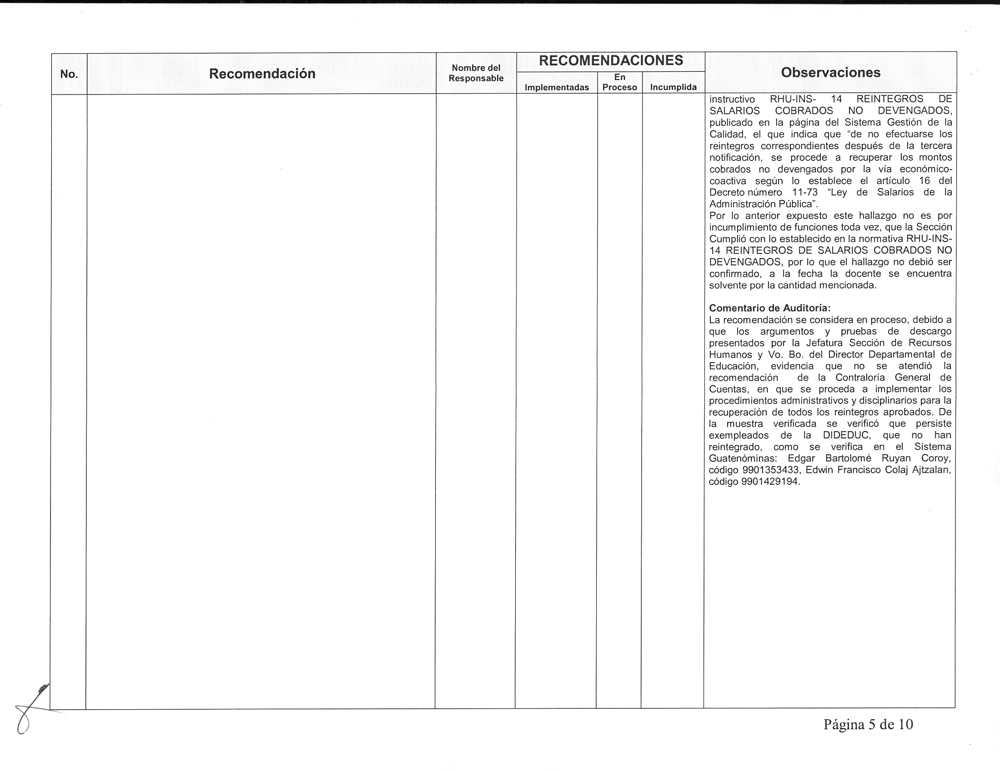 No.
Recomendación
Nombre del
Responsable
RECOMENDACIONES
Implementadas
En
Proceso
Incumplida
Observaciones
instructivo RHU-INS- 14 REINTEGROS DE
SALARIOS COBRADOS NO DEVENGADOS,
publicado en la página del Sistema Gestión de la
Calidad, el que indica que “de no efectuarse los
reintegros correspondientes después de la tercera
notificación, se procede a recuperar los montos
cobrados no devengados por la vía económico-
coactiva según lo establece el artículo 16 del
Decreto número 11-73 “Ley de Salarios de la
Administración Pública”.
Por lo anterior expuesto este hallazgo no es por
incumplimiento de funciones toda vez, que la Sección
Cumplió con lo establecido en la normativa RHU-INS-
14 REINTEGROS DE SALARIOS COBRADOS NO
DEVENGADOS, por lo que el hallazgo no debió ser
confirmado, a la fecha la docente se encuentra
solvente por la cantidad mencionada.
Comentario de Auditoría:
La recomendación se considera en proceso, debido a
que los argumentos y pruebas de descargo
presentados por la Jefatura Sección de Recursos
Humanos y Vo. Bo. del Director Departamental de
Educación, evidencia que no se atendió la
recomendación de la Contraloría General de
Cuentas, en que se proceda a implementar los
procedimientos administrativos y disciplinarios para la
recuperación de todos los reintegros aprobados. De
la muestra verificada se verificó que persiste
exempleados de la DIDEDUC, que no han
reintegrado, como se verifica en el Sistema
Guatenóminas: Edgar Bartolomé Ruyan Coroy,
código 9901353433, Edwin Francisco Colaj Ajtzalan,
código 9901429194.
Página 5 de 10